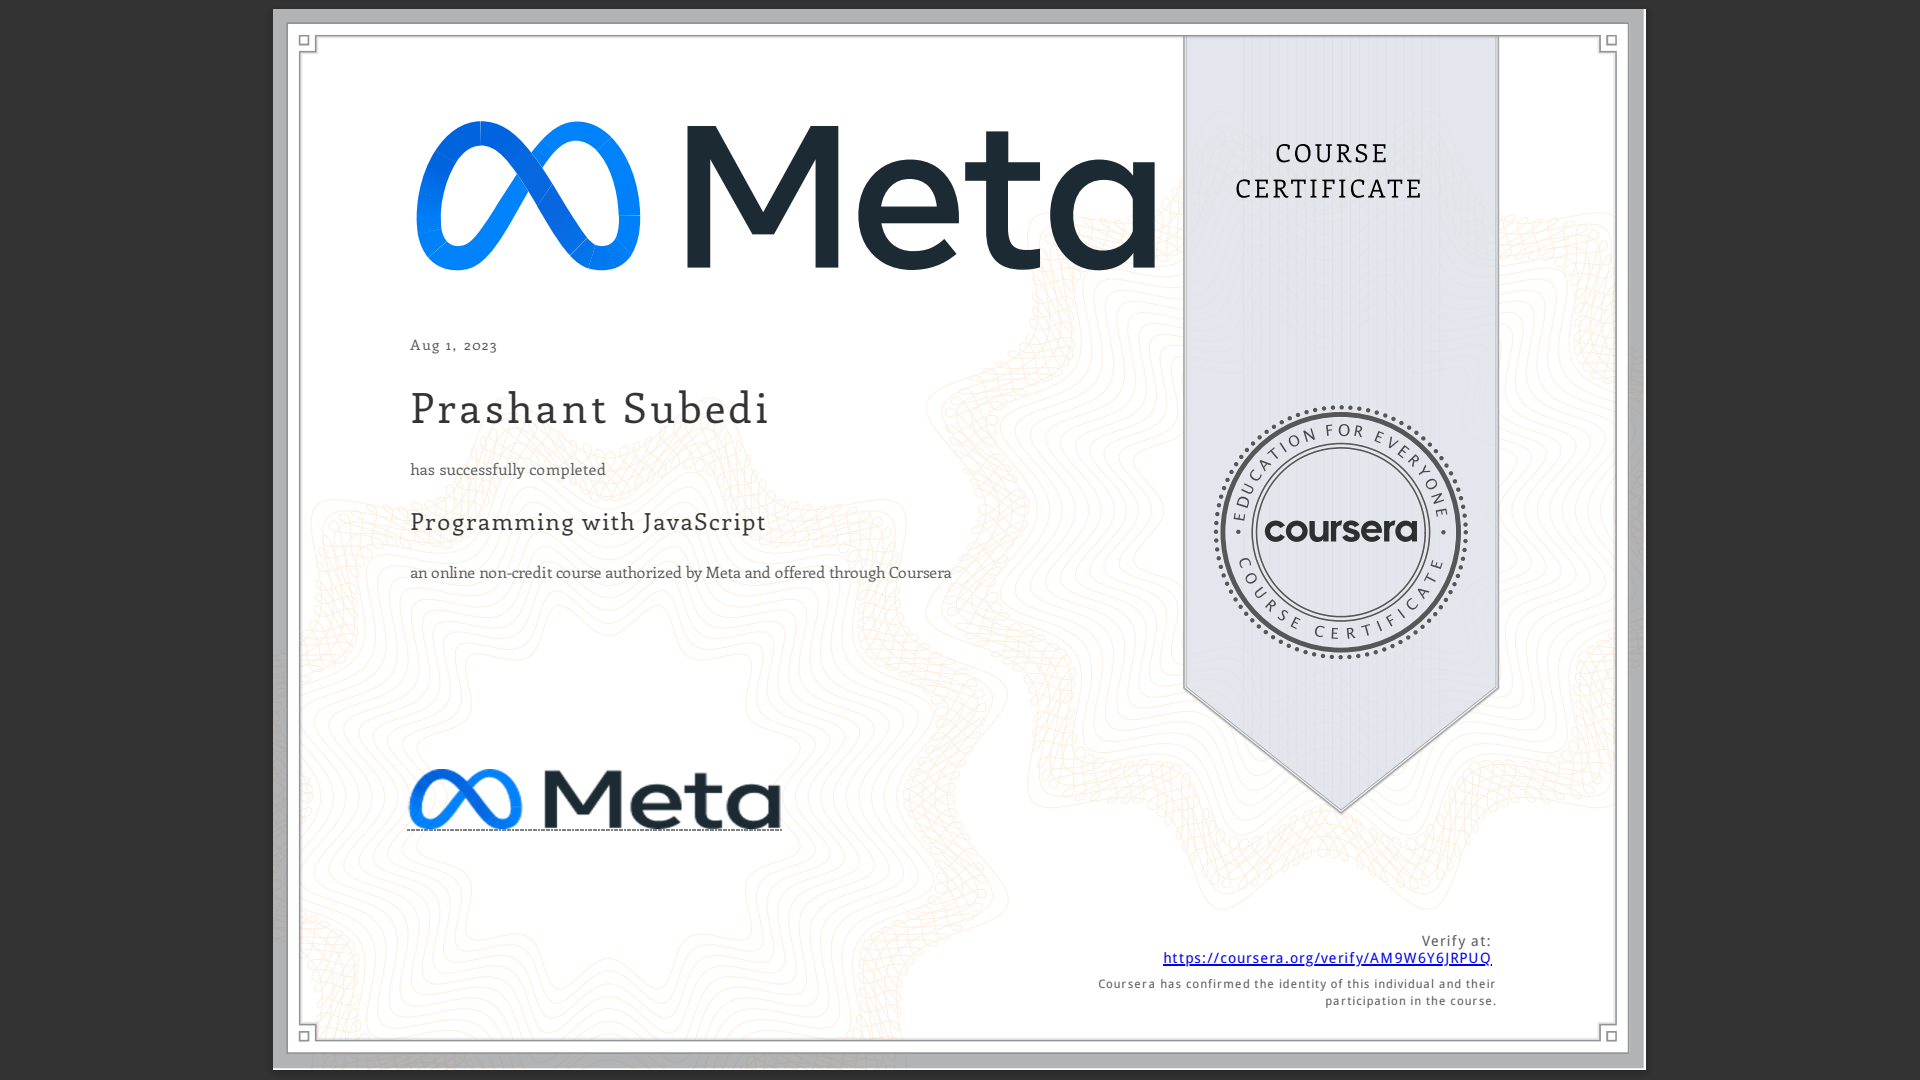 Meta
COURSE
CERTIFICATE
Aug 1, 2023
Prashant Subedi
has successfully completed
Programming with JavaScript
an online non-credit course authorized by Meta and offered through Coursera
EDUCATION FOR EVERYONE
coursera
COURSE CERTIFICATE
Meta
Verify at:
https://coursera.org/verify/AM9W6Y6JRPUQ
Coursera has confirmed the identity of this individual and their
participation in the course.